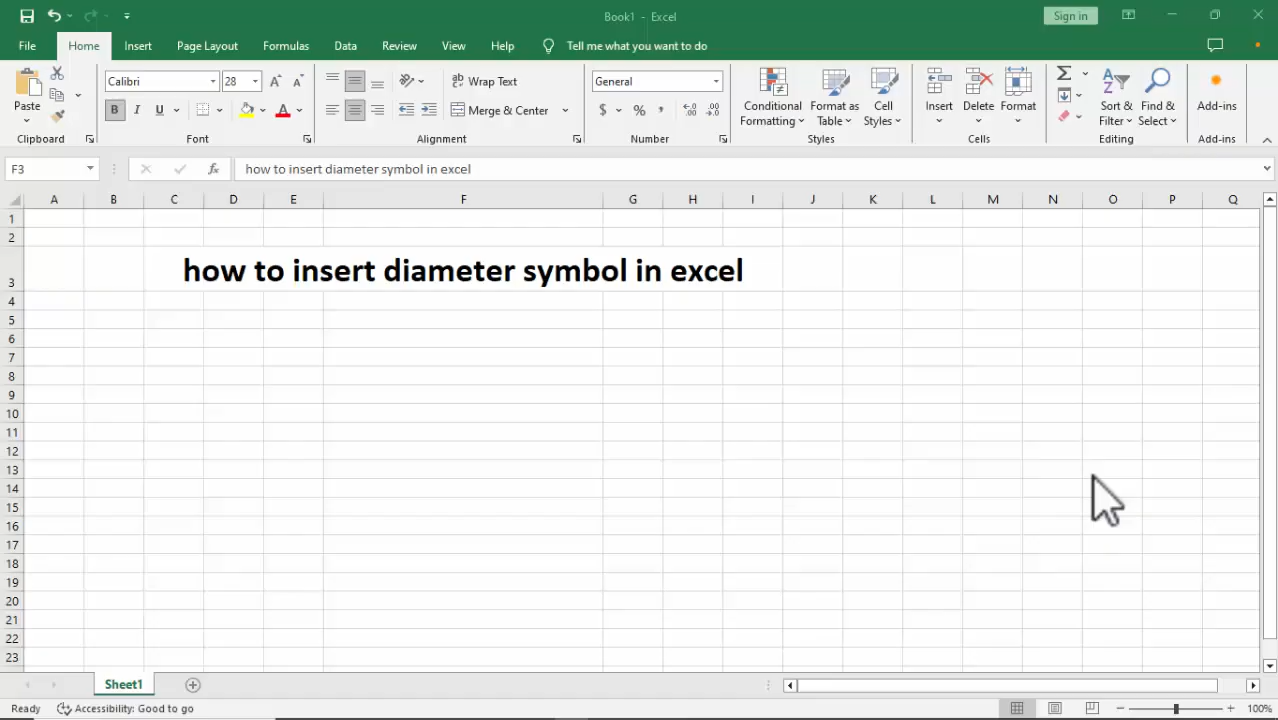 Book1 - Excel
Sign in
File Home Insert Page Layout Formulas Data Review View Help Tell me what you want to do
Calibri 28 Wrap Text General
Paste B I U A Merge & Center $ % , Conditional Formatting Format as Table Cell Styles Insert Delete Format Sort & Filter Find & Select Add-ins
Clipboard Font Alignment Number Styles Cells Editing Add-ins
F3 fx how to insert diameter symbol in excel
A B C D E F G H I J K L M N O P Q
1
2
3 how to insert diameter symbol in excel
4
5
6
7
8
9
10
11
12
13
14
15
16
17
18
19
20
21
22
23
Sheet1
Ready Accessibility: Good to go 100%